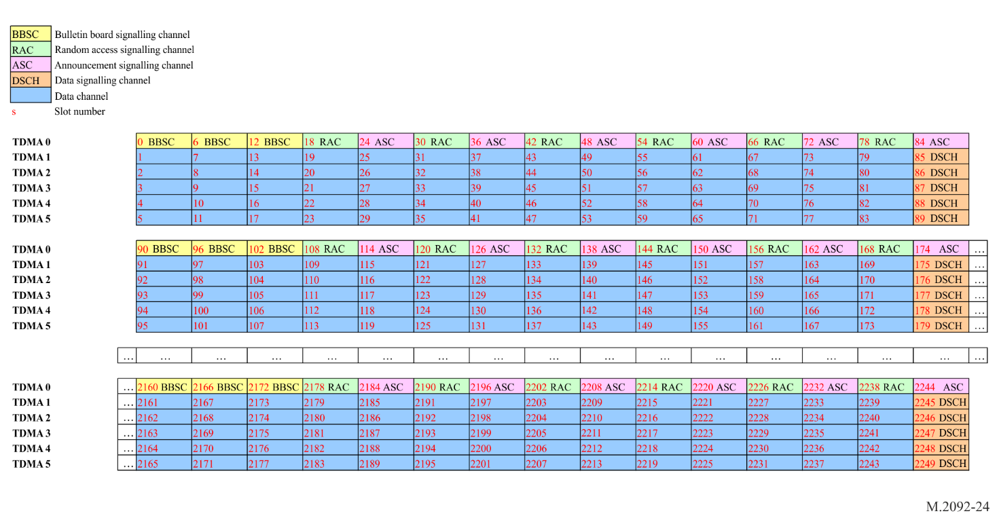 BBSC Bulletin board signalling channel
RAC Random access signalling channel
ASC Announcement signalling channel
DSCH Data signalling channel
Data channel
s Slot number
TDMA 0 0 BBSC 6 BBSC 12 BBSC 18 RAC 24 ASC 30 RAC 36 ASC 42 RAC 48 ASC 54 RAC 60 ASC 66 RAC 72 ASC 78 RAC 84 ASC
TDMA 1 1 7 13 19 25 31 37 43 49 55 61 67 73 79 85 DSCH
TDMA 2 2 8 14 20 26 32 38 44 50 56 62 68 74 80 86 DSCH
TDMA 3 3 9 15 21 27 33 39 45 51 57 63 69 75 81 87 DSCH
TDMA 4 4 10 16 22 28 34 40 46 52 58 64 70 76 82 88 DSCH
TDMA 5 5 11 17 23 29 35 41 47 53 59 65 71 77 83 89 DSCH
TDMA 0 90 BBSC 96 BBSC 102 BBSC 108 RAC 114 ASC 120 RAC 126 ASC 132 RAC 138 ASC 144 RAC 150 ASC 156 RAC 162 ASC 168 RAC 174 ASC …
TDMA 1 91 97 103 109 115 121 127 133 139 145 151 157 163 169 175 DSCH …
TDMA 2 92 98 104 110 116 122 128 134 140 146 152 158 164 170 176 DSCH …
TDMA 3 93 99 105 111 117 123 129 135 141 147 153 159 165 171 177 DSCH …
TDMA 4 94 100 106 112 118 124 130 136 142 148 154 160 166 172 178 DSCH …
TDMA 5 95 101 107 113 119 125 131 137 143 149 155 161 167 173 179 DSCH …
… … … … … … … … … … … … … … … … …
TDMA 0 … 2160 BBSC 2166 BBSC 2172 BBSC 2178 RAC 2184 ASC 2190 RAC 2196 ASC 2202 RAC 2208 ASC 2214 RAC 2220 ASC 2226 RAC 2232 ASC 2238 RAC 2244 ASC
TDMA 1 … 2161 2167 2173 2179 2185 2191 2197 2203 2209 2215 2221 2227 2233 2239 2245 DSCH
TDMA 2 … 2162 2168 2174 2180 2186 2192 2198 2204 2210 2216 2222 2228 2234 2240 2246 DSCH
TDMA 3 … 2163 2169 2175 2181 2187 2193 2199 2205 2211 2217 2223 2229 2235 2241 2247 DSCH
TDMA 4 … 2164 2170 2176 2182 2188 2194 2200 2206 2212 2218 2224 2230 2236 2242 2248 DSCH
TDMA 5 … 2165 2171 2177 2183 2189 2195 2201 2207 2213 2219 2225 2231 2237 2243 2249 DSCH
M.2092-24